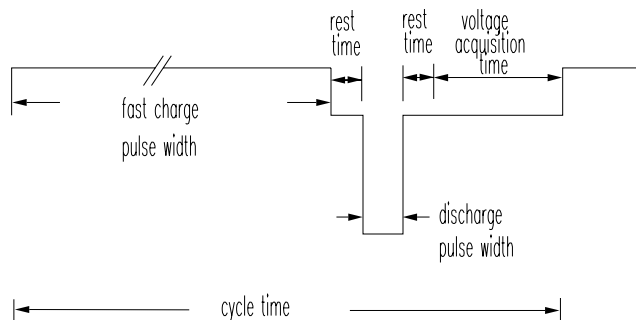 rest
time
rest
time
voltage
acquisition
time
fast charge
pulse width
discharge
pulse width
cycle time